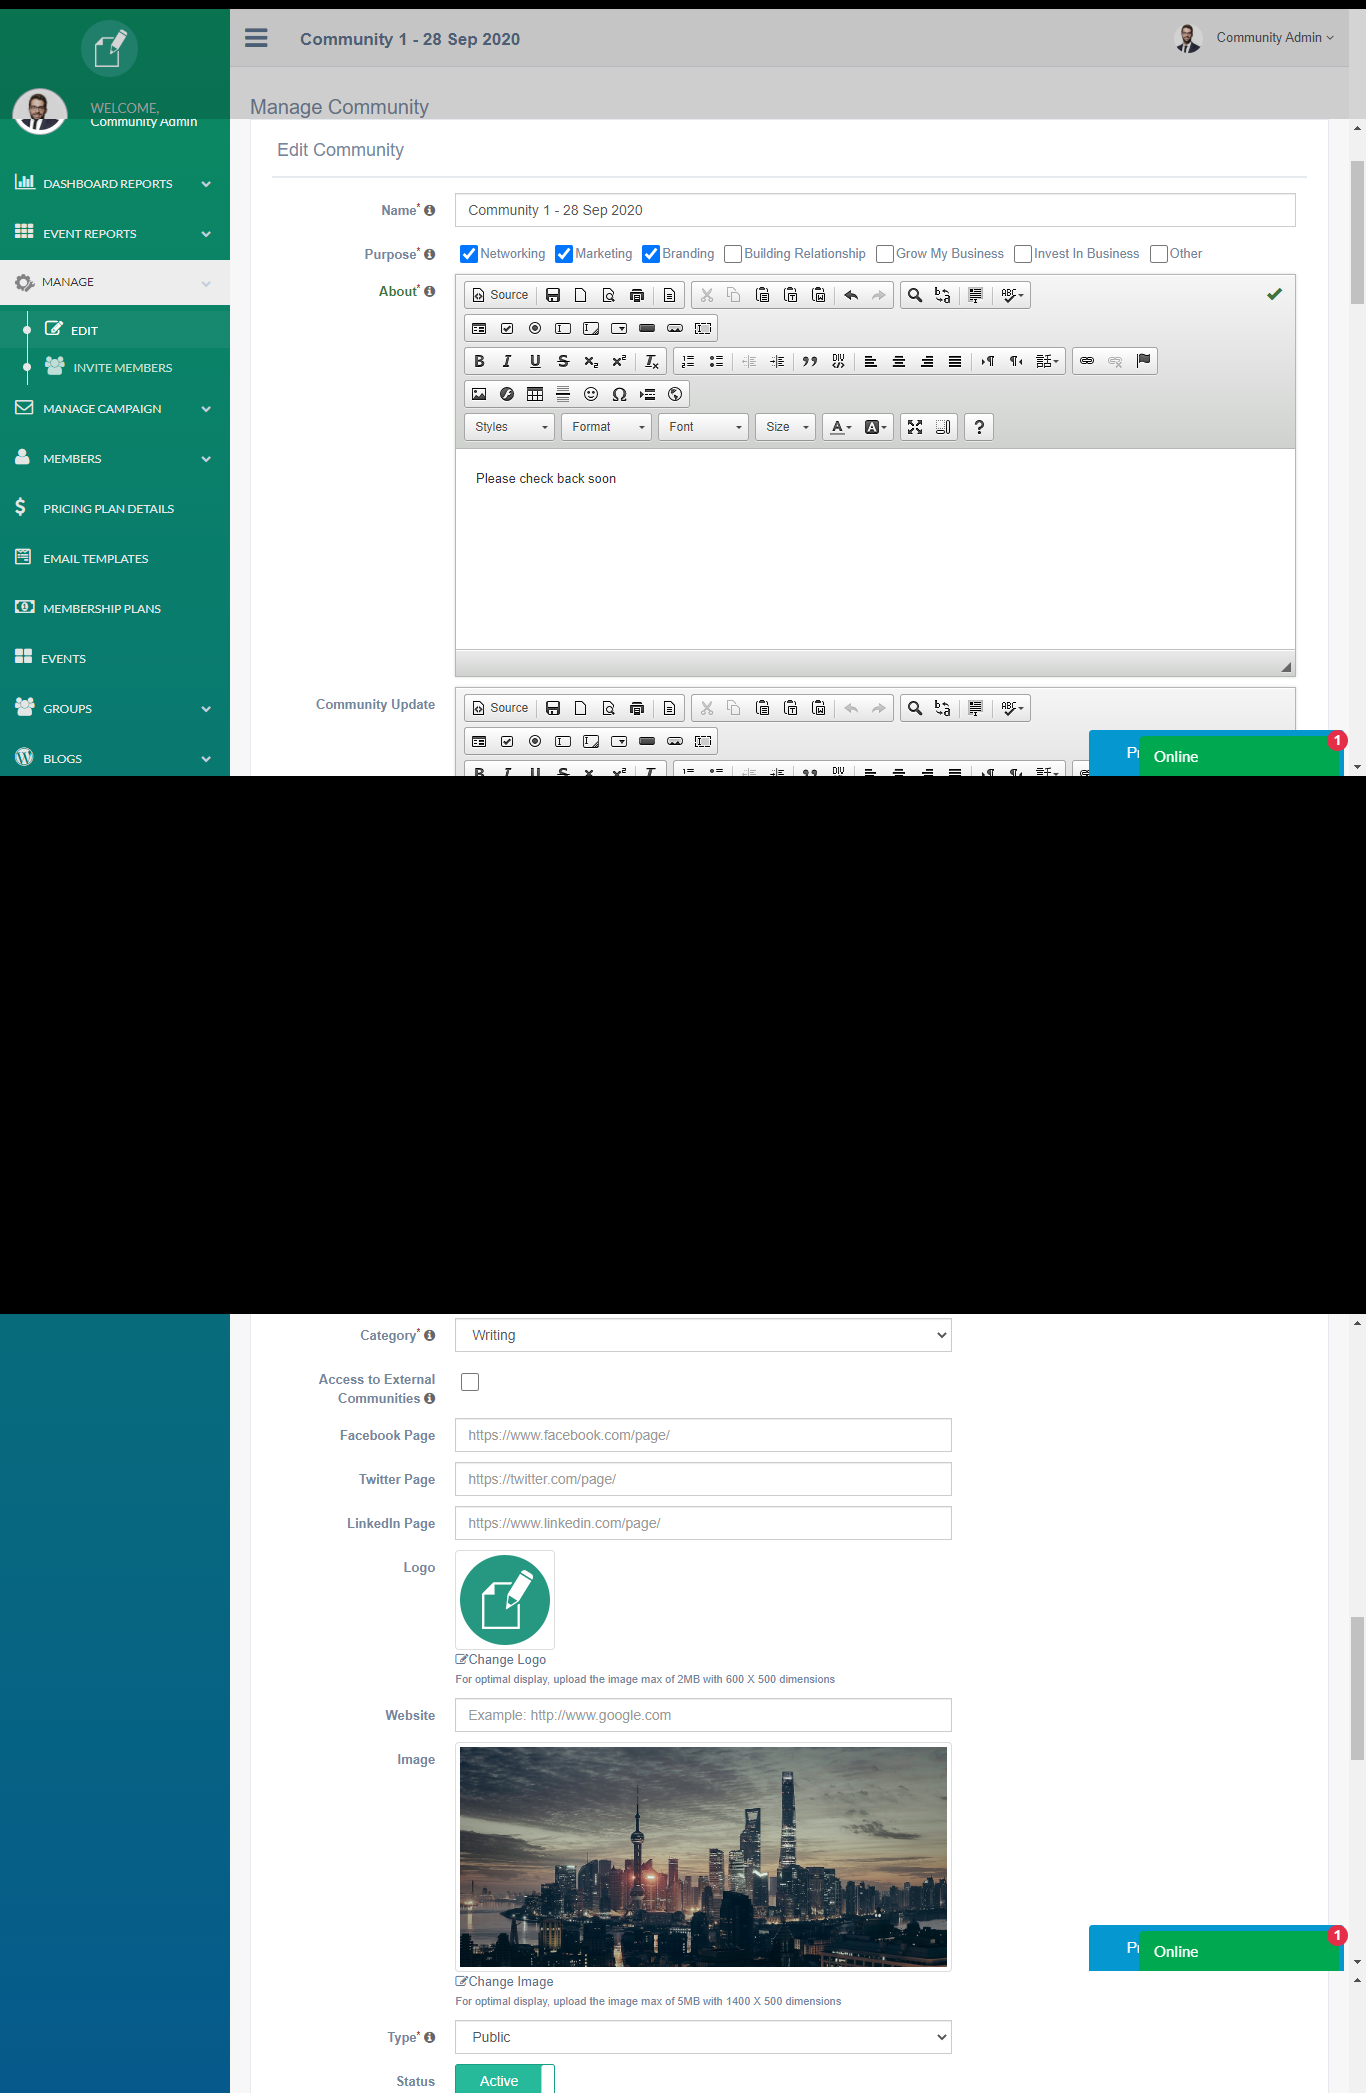 Community 1 - 28 Sep 2020
Community Admin
WELCOME,
Community Admin
Manage Community
Edit Community
DASHBOARD REPORTS
EVENT REPORTS
MANAGE
EDIT
INVITE MEMBERS
MANAGE CAMPAIGN
MEMBERS
PRICING PLAN DETAILS
EMAIL TEMPLATES
MEMBERSHIP PLANS
EVENTS
GROUPS
BLOGS
Name*
Community 1 - 28 Sep 2020
Purpose*
Networking Marketing Branding Building Relationship Grow My Business Invest In Business Other
About*
Source
Styles Format Font Size
Please check back soon
Community Update
Source
Online
1
Category*
Writing
Access to External
Communities
Facebook Page
https://www.facebook.com/page/
Twitter Page
https://twitter.com/page/
LinkedIn Page
https://www.linkedin.com/page/
Logo
Change Logo
For optimal display, upload the image max of 2MB with 600 X 500 dimensions
Website
Example: http://www.google.com
Image
Online
1
Change Image
For optimal display, upload the image max of 5MB with 1400 X 500 dimensions
Type*
Public
Status
Active